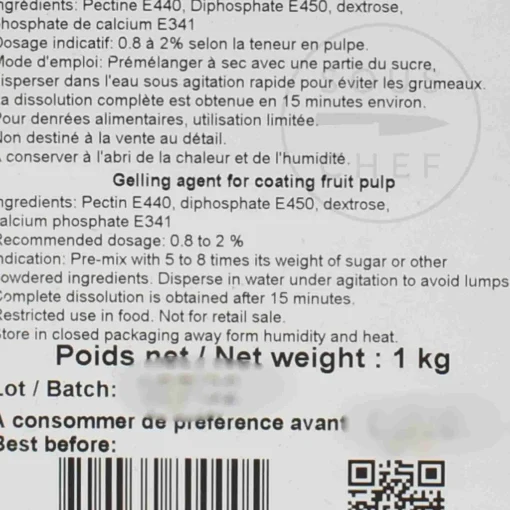 ngrédients: Pectine E440, Diphosphate E450, dextrose,
phosphate de calcium E341
Dosage indicatif: 0.8 à 2% selon la teneur en pulpe.
Mode d'emploi: Prémélanger à sec avec une partie du sucre,
disperser dans l'eau sous agitation rapide pour éviter les grumeaux.
La dissolution complète est obtenue en 15 minutes environ.
Pour denrées alimentaires, utilisation limitée.
Non destiné à la vente au détail.
A conserver à l'abri de la chaleur et de l'humidité.
SOUS
CHEF
Gelling agent for coating fruit pulp
ngredients: Pectin E440, diphosphate E450, dextrose,
calcium phosphate E341
Recommended dosage: 0.8 to 2 %
ndication: Pre-mix with 5 to 8 times its weight of sugar or other
powdered ingredients. Disperse in water under agitation to avoid lumps
Complete dissolution is obtained after 15 minutes.
Restricted use in food. Not for retail sale.
Store in closed packaging away form humidity and heat.
Poids net / Net weight : 1 kg
Lot / Batch:
A consommer de préférence avant
Best before: